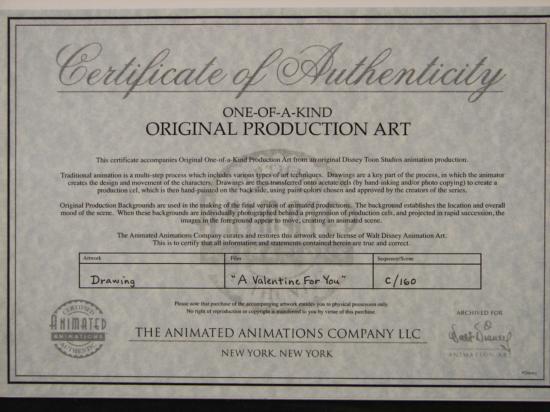 Certificate of Authenticity
ONE-OF-A-KIND
ORIGINAL PRODUCTION ART
This certificate accompanies Original One-of-a-Kind Production Art from an original Disney Toon Studios animation production.
Traditional animation is a multi-step process which includes various types of art techniques. Drawings are a key part of the process, in which the animator
creates the design and movement of the characters. Drawings are then transferred onto acetate cels (by hand-inking and/or photo copying) to create a
production cel, which is then hand-painted on the back side, using paint colors chosen and approved by the creators of the series.
Original Production Backgrounds are used in the making of the final version of animated productions. The background establishes the location and overall
mood of the scene. When these backgrounds are individually photographed behind a progression of production cels, and projected in rapid succession, the
images in the foreground appear to move, creating an animated scene.
The Animated Animations Company curates and restores this artwork under license of Walt Disney Animation Art.
This is to certify that all information and statements contained herein are true and correct.
Artwork Film Sequence/Scene
Drawing "A Valentine For You" C/160
Please note that purchase of the accompanying artwork entitles you to physical possession only.
No right of reproduction or copyright is transferred to you by virtue of this purchase.
CERTIFIED
ANIMATED
ANIMATIONS
AUTHENTIC
THE ANIMATED ANIMATIONS COMPANY LLC
NEW YORK, NEW YORK
ARCHIVED FOR
Walt Disney
ANIMATION ART
©Disney